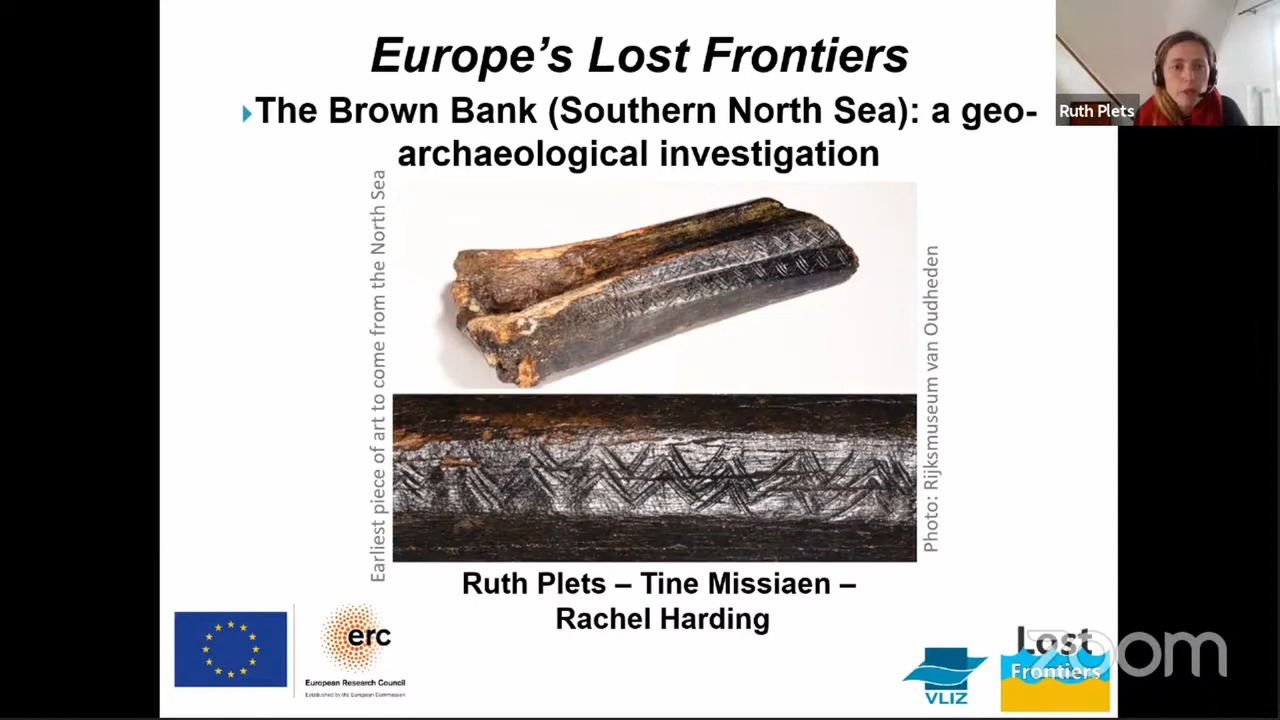 Europe’s Lost Frontiers
The Brown Bank (Southern North Sea): a geo-
archaeological investigation
Ruth Plets
Earliest piece of art to come from the North Sea
Photo: Rijksmuseum van Oudheden
Ruth Plets – Tine Missiaen –
Rachel Harding
erc
European Research Council
Established by the European Commission
VLIZ
Lost
Frontiers
zoom